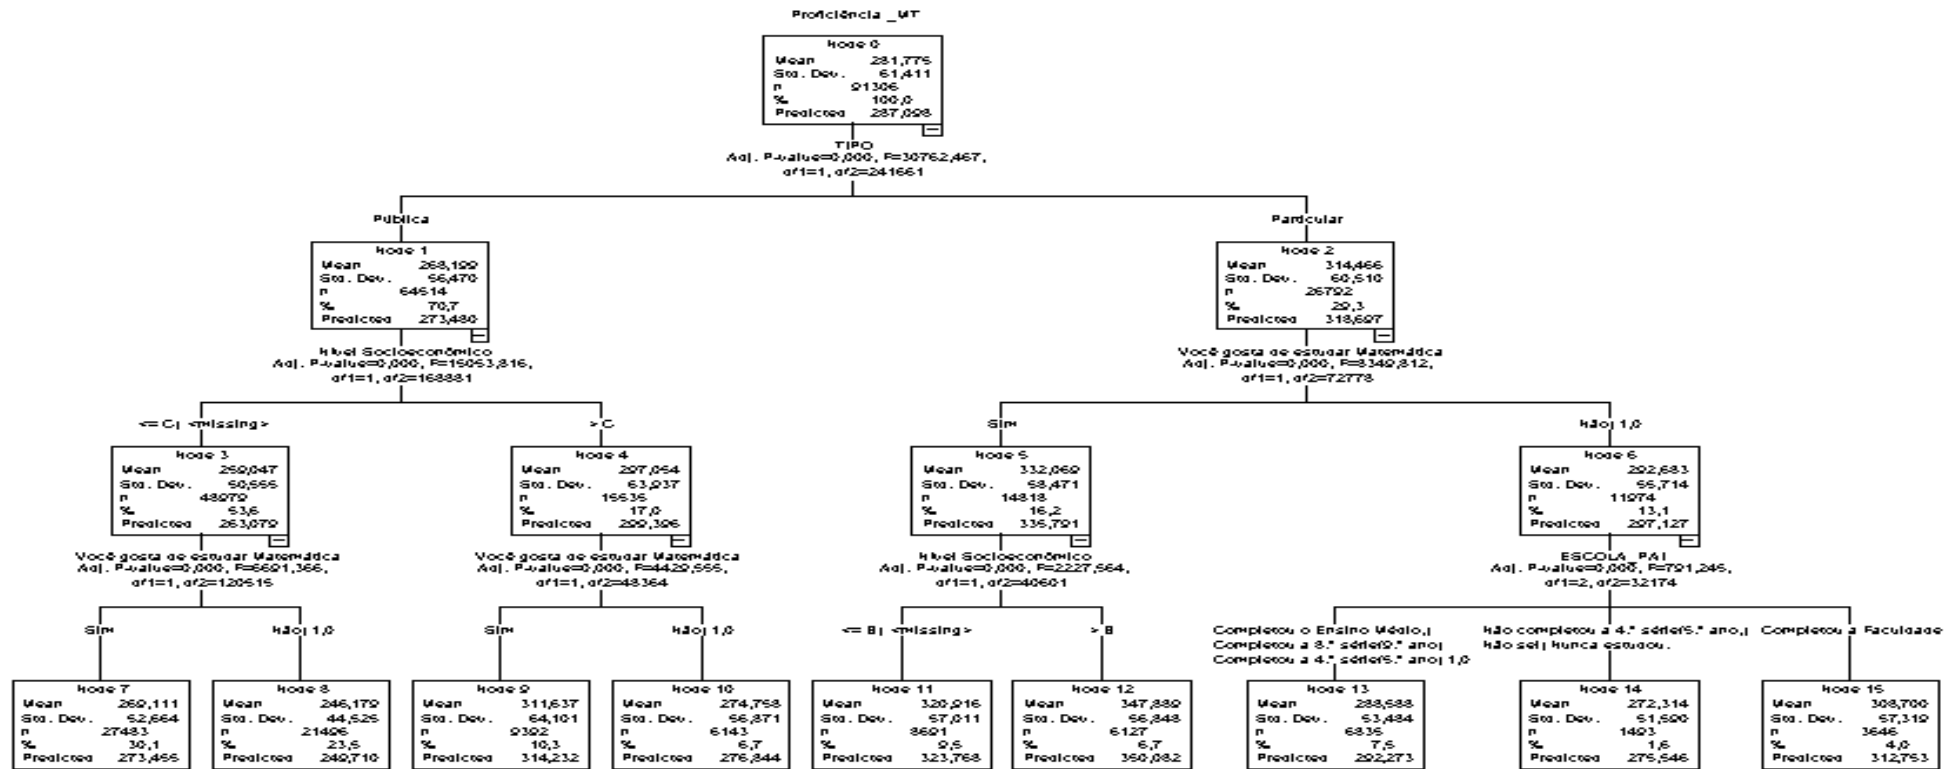 Proficiência _MT
Node 0
Mean 281,775
Std. Dev. 61,411
n 91306
% 100,0
Predicted 287,098
TIPO
Adj. P-value=0,000, F=30762,467,
df1=1, df2=241661
Pública
Particular
Node 1
Mean 268,199
Std. Dev. 56,470
n 64514
% 70,7
Predicted 273,480
Node 2
Mean 314,466
Std. Dev. 60,510
n 26792
% 29,3
Predicted 318,697
Nível Socioeconômico
Adj. P-value=0,000, F=15053,816,
df1=1, df2=168881
Você gosta de estudar Matemática
Adj. P-value=0,000, F=8349,812,
df1=1, df2=72778
<= C; <missing>
> C
Sim
Não; 1,0
Node 3
Mean 259,047
Std. Dev. 50,555
n 48979
% 53,6
Predicted 263,079
Node 4
Mean 297,054
Std. Dev. 63,937
n 15535
% 17,0
Predicted 299,396
Node 5
Mean 332,069
Std. Dev. 58,471
n 14818
% 16,2
Predicted 335,791
Node 6
Mean 292,683
Std. Dev. 55,714
n 11974
% 13,1
Predicted 297,127
Você gosta de estudar Matemática
Adj. P-value=0,000, F=6691,366,
df1=1, df2=120515
Você gosta de estudar Matemática
Adj. P-value=0,000, F=4429,555,
df1=1, df2=48364
Nível Socioeconômico
Adj. P-value=0,000, F=2227,564,
df1=1, df2=40601
ESCOLA_PAI
Adj. P-value=0,000, F=791,245,
df1=2, df2=32174
Sim
Não; 1,0
Sim
Não; 1,0
<= B; <missing>
> B
Completou o Ensino Médio,;
Completou a 8.ª série(9.º ano;
Completou a 4.ª série(5.º ano; 1,0
Não completou a 4.ª série(5.º ano,;
Não sei; Nunca estudou.
Completou a Faculdade
Node 7
Mean 269,111
Std. Dev. 52,664
n 27483
% 30,1
Predicted 273,455
Node 8
Mean 246,179
Std. Dev. 44,525
n 21496
% 23,5
Predicted 249,710
Node 9
Mean 311,637
Std. Dev. 64,101
n 9392
% 10,3
Predicted 314,232
Node 10
Mean 274,758
Std. Dev. 56,871
n 6143
% 6,7
Predicted 276,844
Node 11
Mean 320,916
Std. Dev. 57,011
n 8691
% 9,5
Predicted 323,768
Node 12
Mean 347,889
Std. Dev. 56,848
n 6127
% 6,7
Predicted 350,082
Node 13
Mean 288,588
Std. Dev. 53,484
n 6835
% 7,5
Predicted 292,273
Node 14
Mean 272,314
Std. Dev. 51,590
n 1493
% 1,6
Predicted 275,546
Node 15
Mean 308,700
Std. Dev. 57,319
n 3646
% 4,0
Predicted 312,753